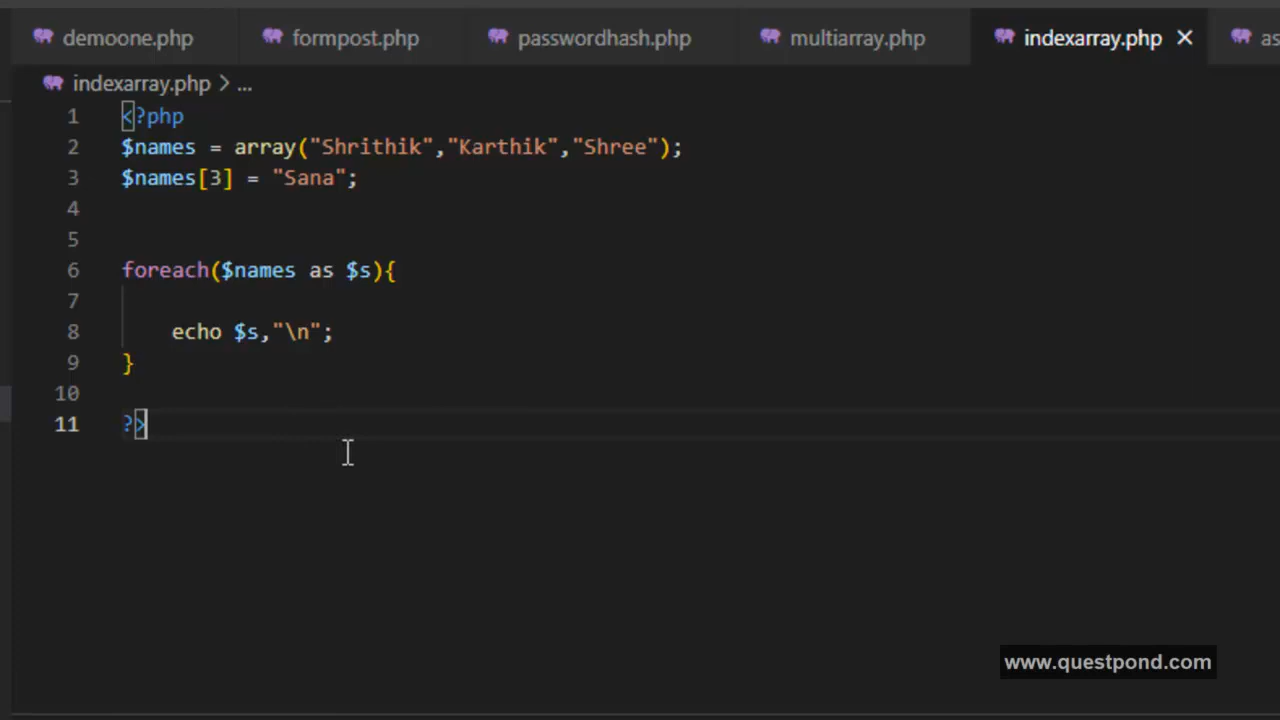 demoone.php formpost.php passwordhash.php multiarray.php indexarray.php × as
indexarray.php > ...
1 <?php
2 $names = array("Shrithik","Karthik","Shree");
3 $names[3] = "Sana";
4
5
6 foreach($names as $s){
7
8 echo $s,"\n";
9 }
10
11 ?>
www.questpond.com